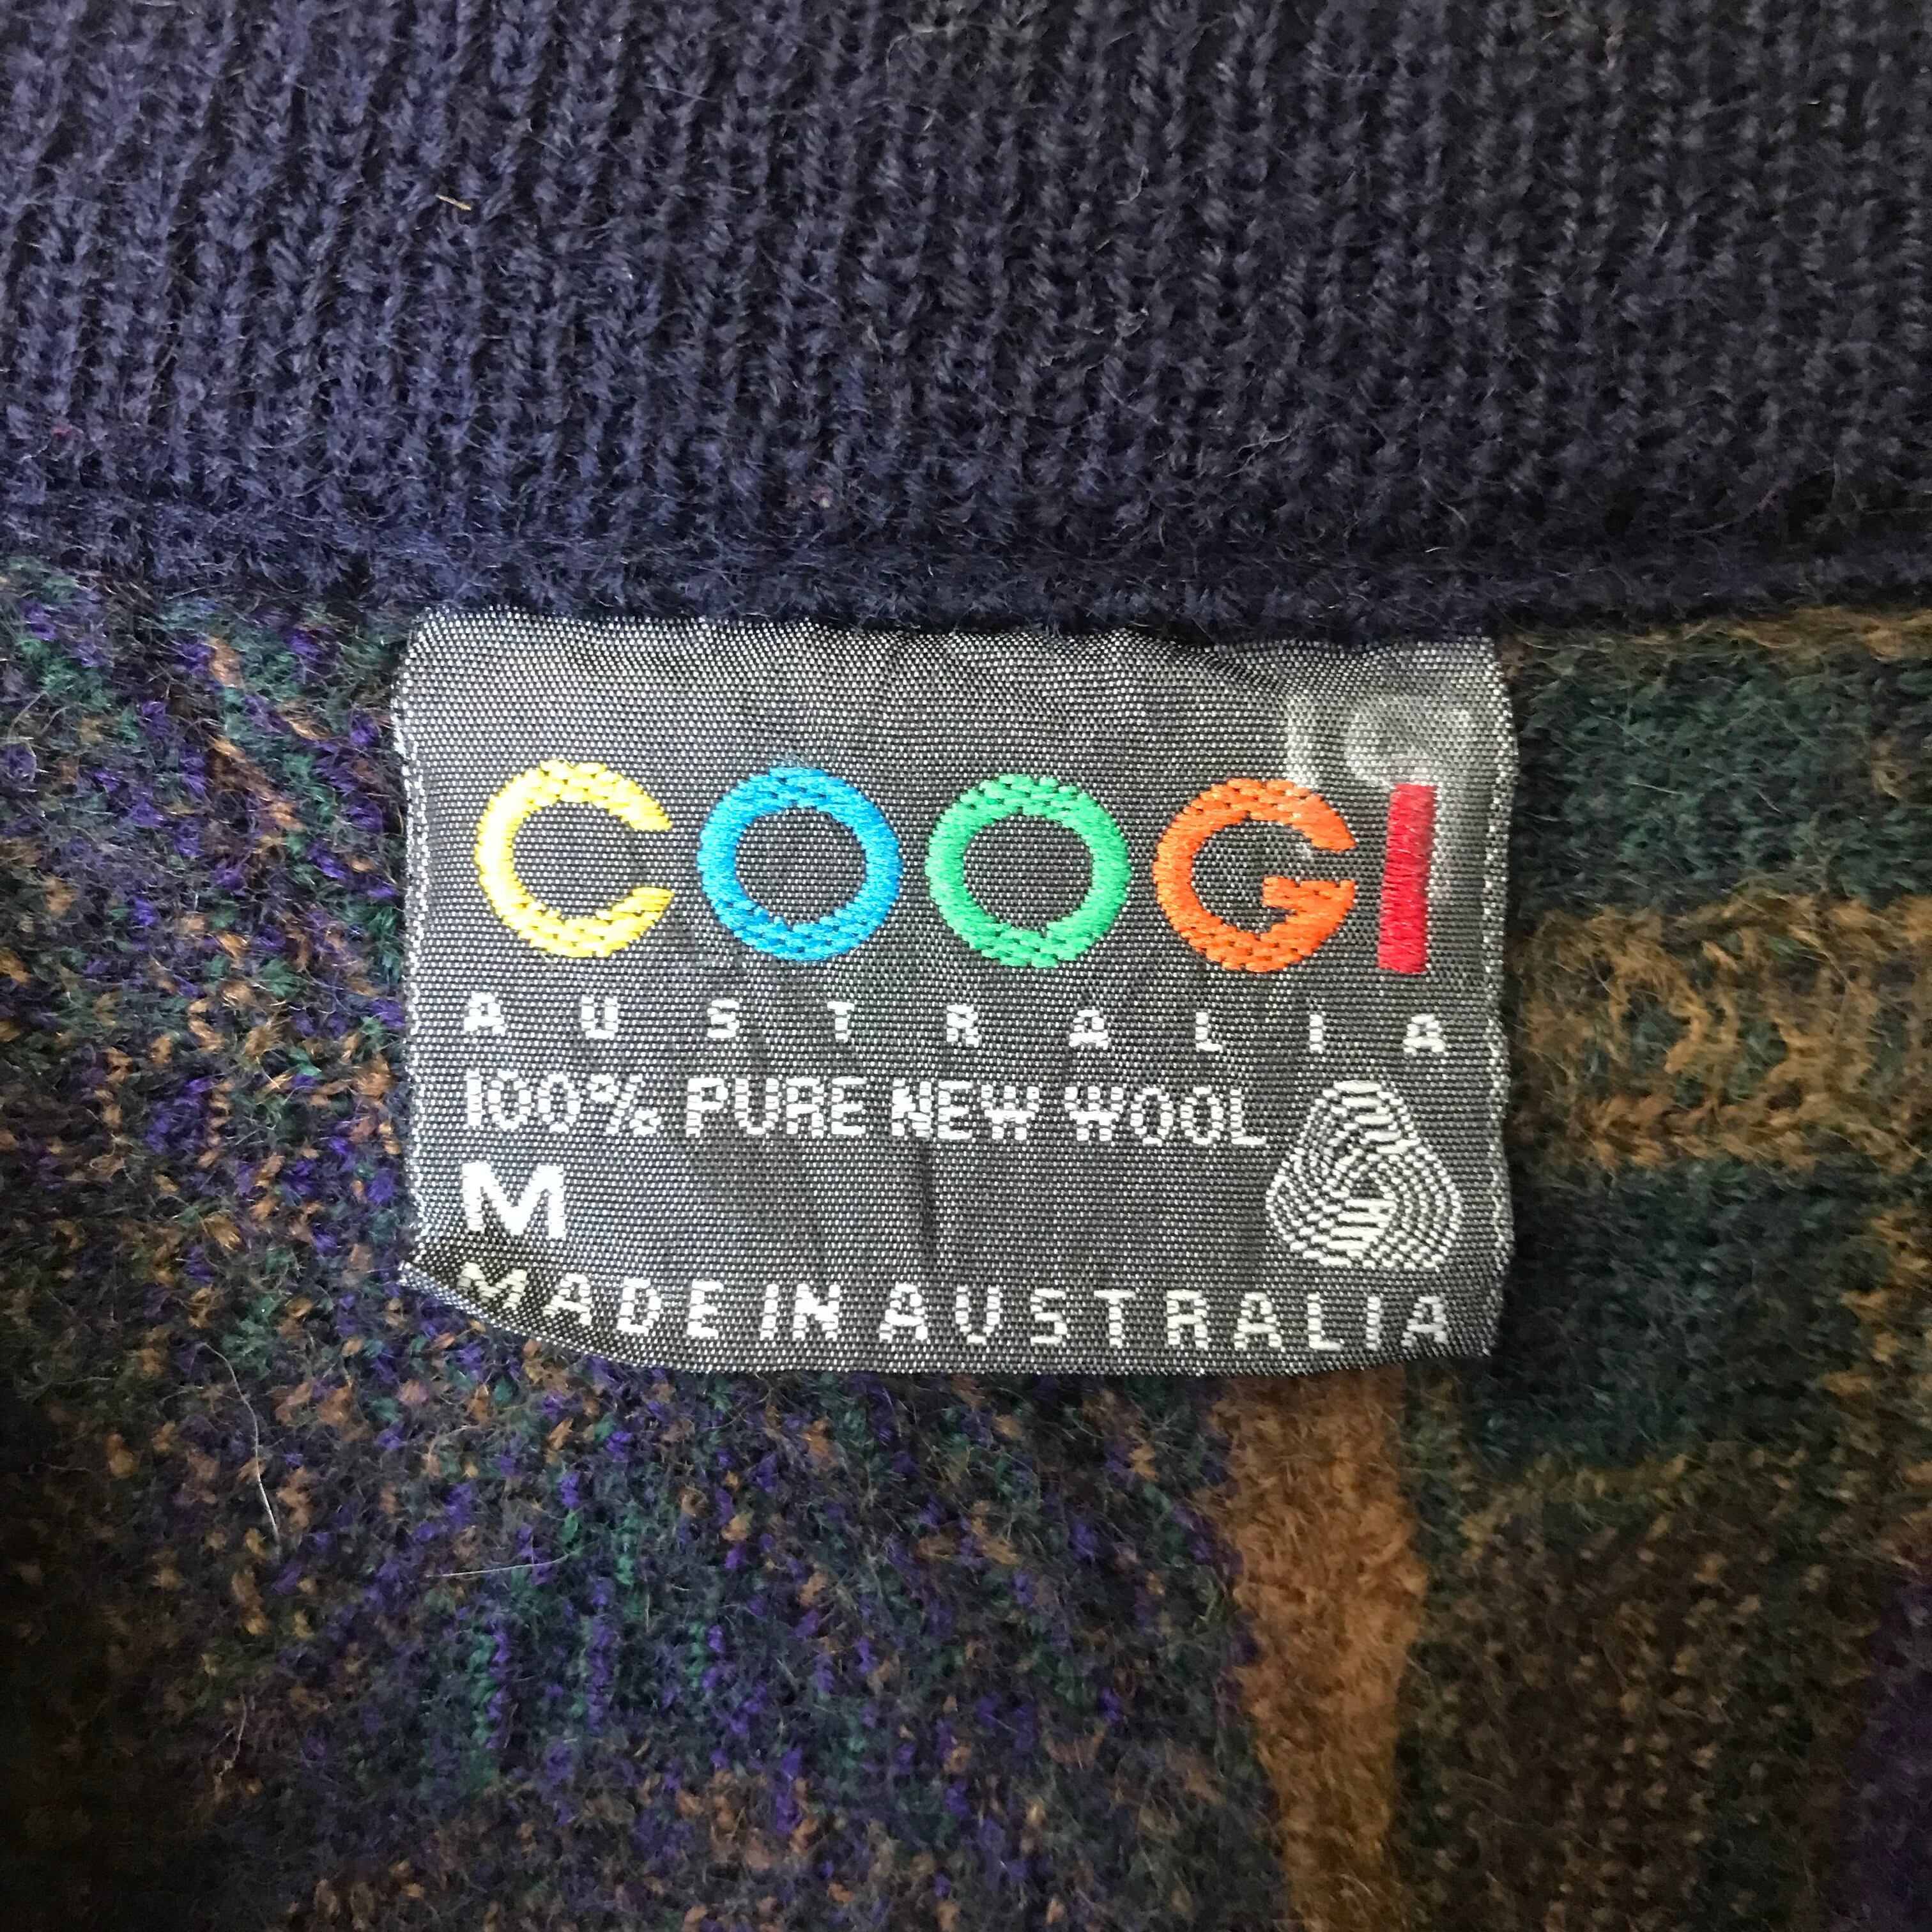 COOGI
AUSTRALIA
100% PURE NEW WOOL
M
MADE IN AUSTRALIA